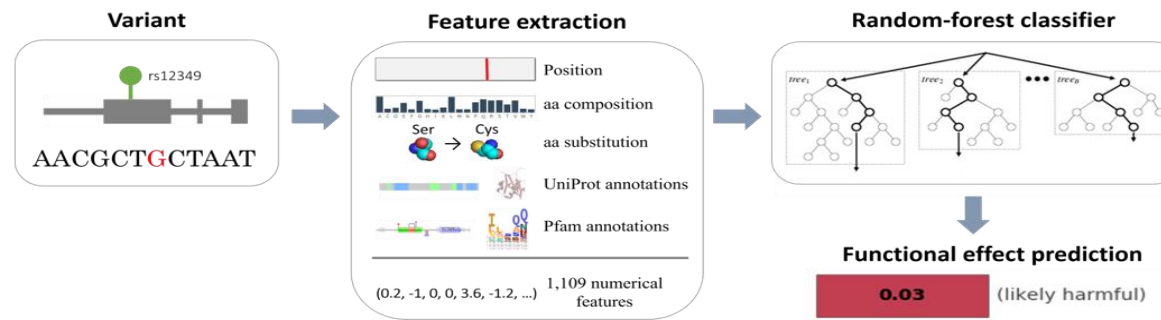 Variant
rs12349
AACGCTGCTAAT
Feature extraction
Position
aa composition
Ser → Cys
aa substitution
UniProt annotations
Pfam annotations
(0.2, -1, 0, 0, 3.6, -1.2, ...)
1,109 numerical
features
Random-forest classifier
tree₁
tree₂
tree_B
Functional effect prediction
0.03
(likely harmful)